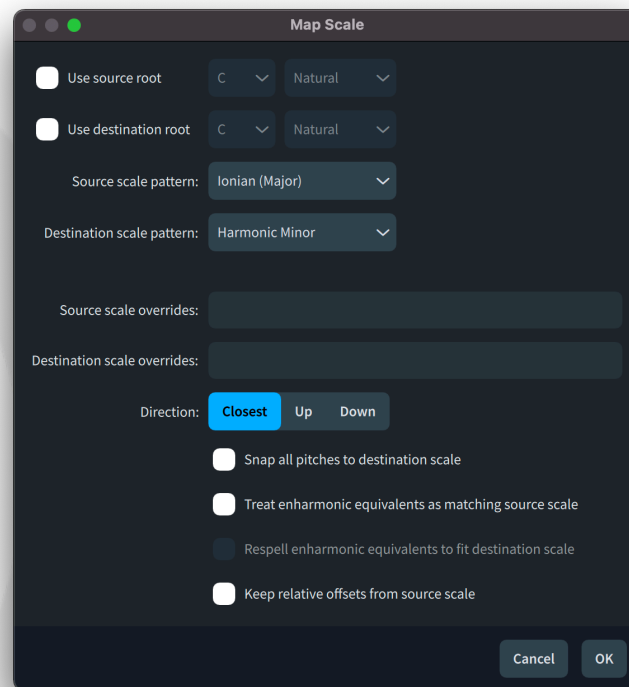 Map Scale
Use source root C Natural
Use destination root C Natural
Source scale pattern: Ionian (Major)
Destination scale pattern: Harmonic Minor
Source scale overrides:
Destination scale overrides:
Direction: Closest Up Down
Snap all pitches to destination scale
Treat enharmonic equivalents as matching source scale
Respell enharmonic equivalents to fit destination scale
Keep relative offsets from source scale
Cancel OK